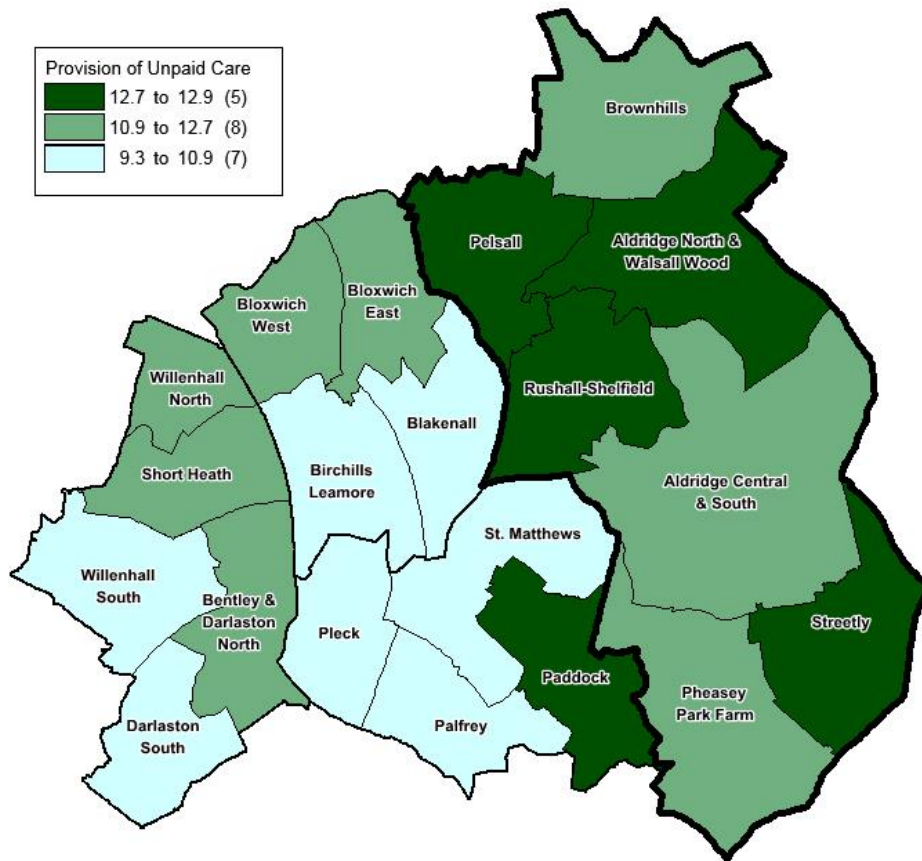 Provision of Unpaid Care
12.7 to 12.9 (5)
10.9 to 12.7 (8)
9.3 to 10.9 (7)
Brownhills
Pelsall
Aldridge North &
Walsall Wood
Bloxwich
West
Bloxwich
East
Willenhall
North
Rushall-Shelfield
Blakenall
Short Heath
Birchills
Leamore
Aldridge Central
& South
St. Matthews
Willenhall
South
Bentley &
Darlaston
North
Pleck
Streetly
Paddock
Pheasey
Park Farm
Darlaston
South
Palfrey